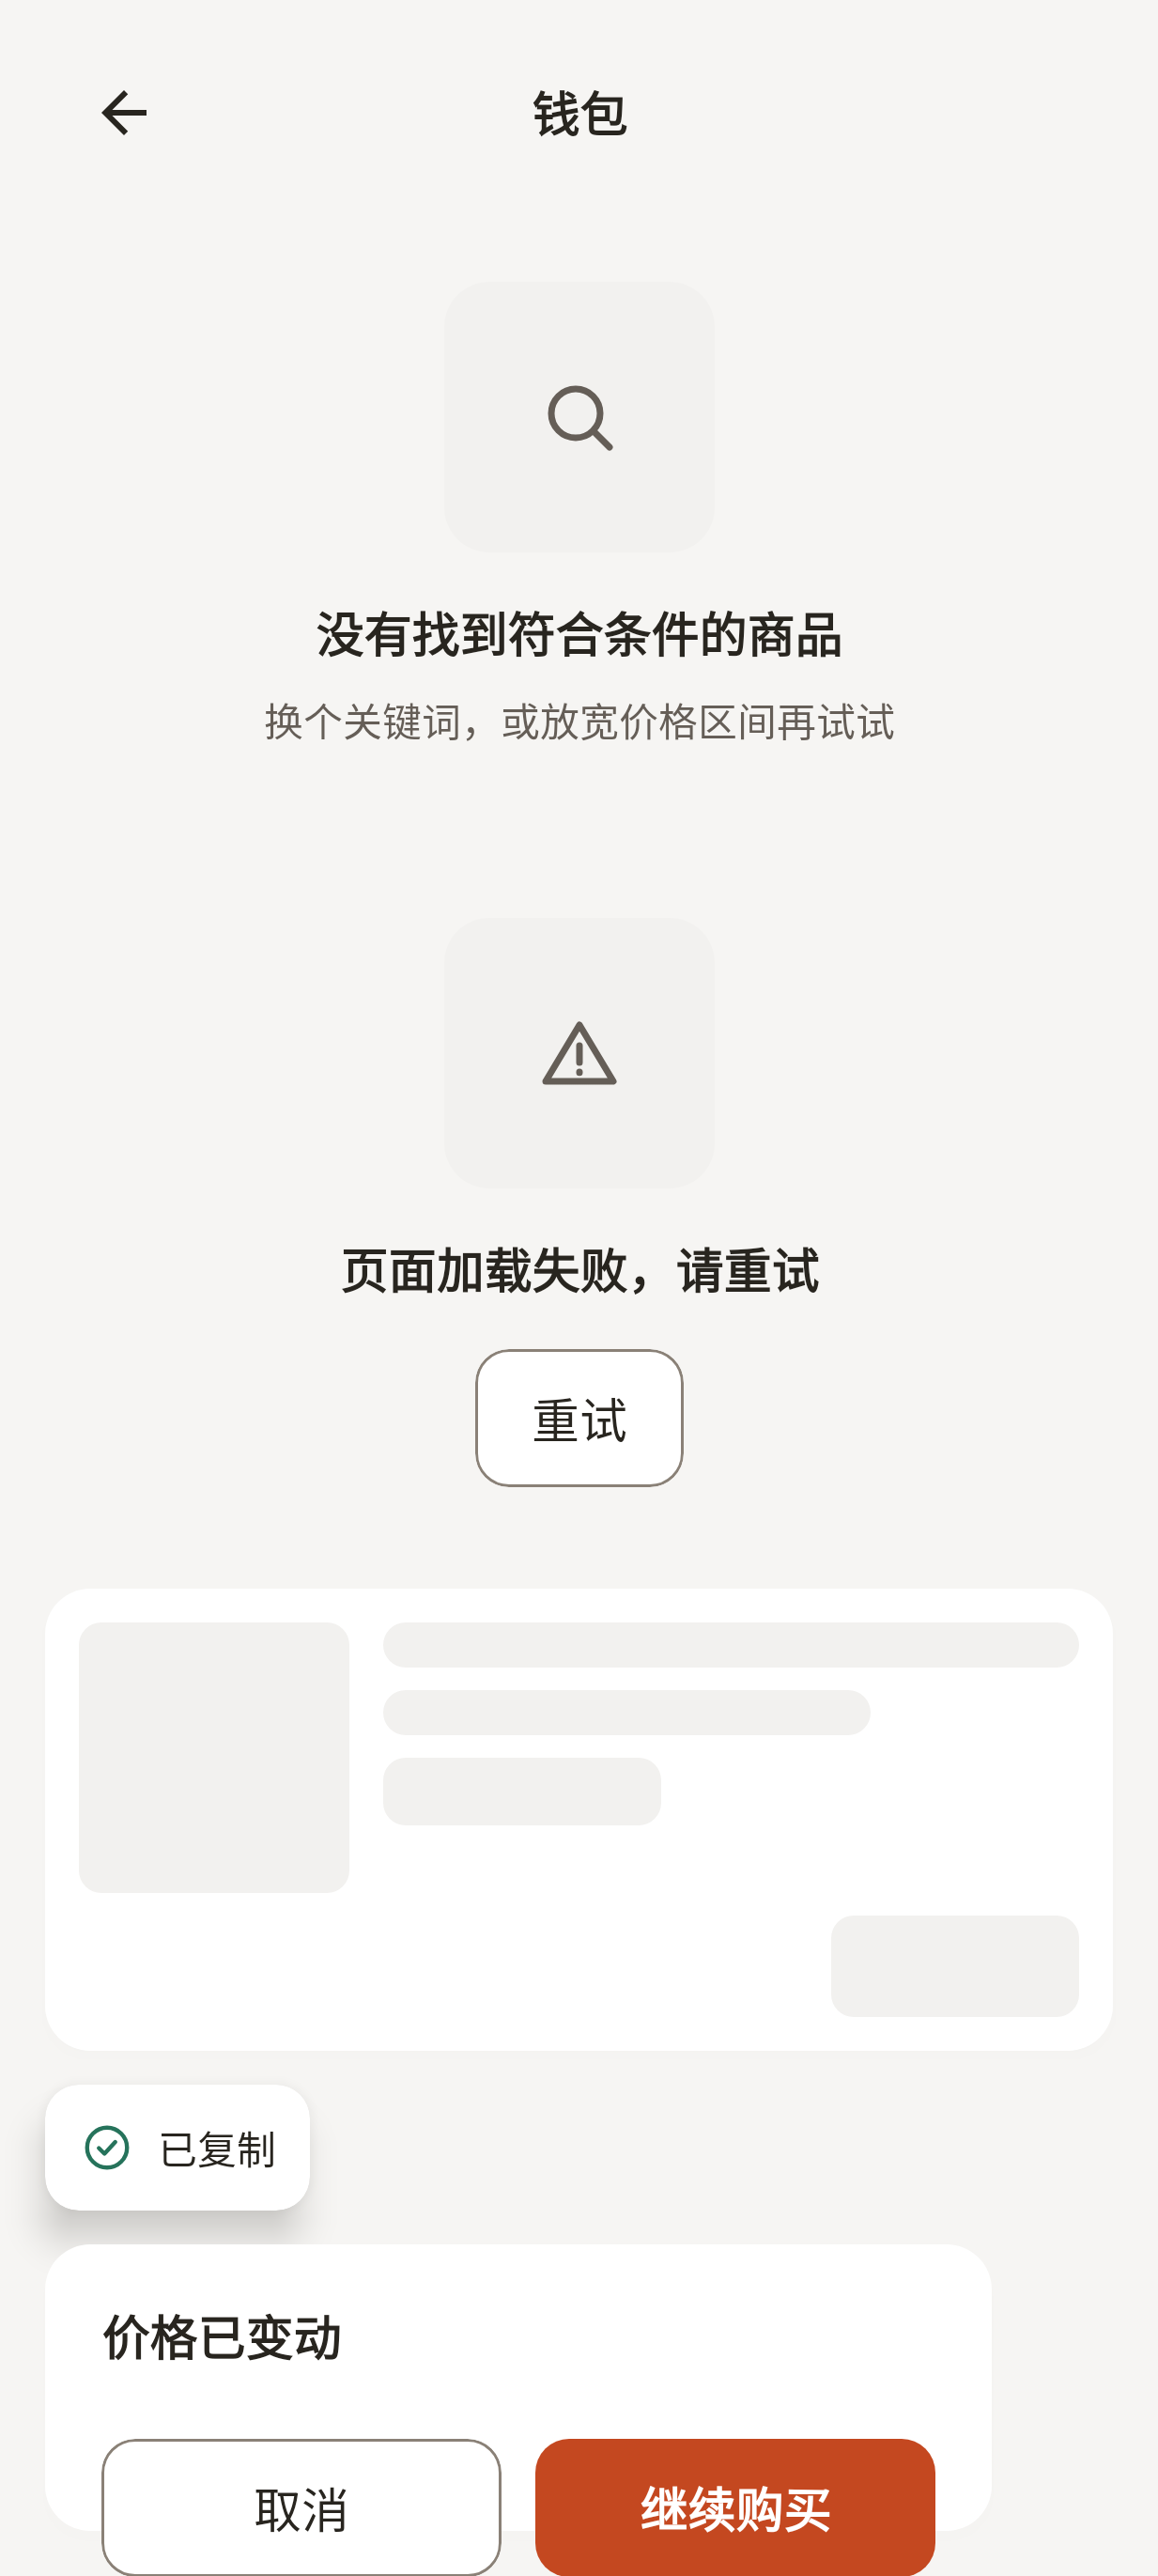 钱包
没有找到符合条件的商品
换个关键词，或放宽价格区间再试试
页面加载失败，请重试
重试
已复制
价格已变动
取消
继续购买